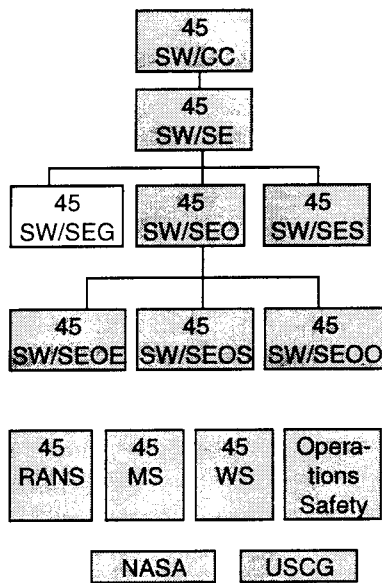 45
SW/CC
45
SW/SE
45
SW/SEG
45
SW/SEO
45
SW/SES
45
SW/SEOE
45
SW/SEOS
45
SW/SEOO
45
RANS
45
MS
45
WS
Opera-
tions
Safety
NASA
USCG